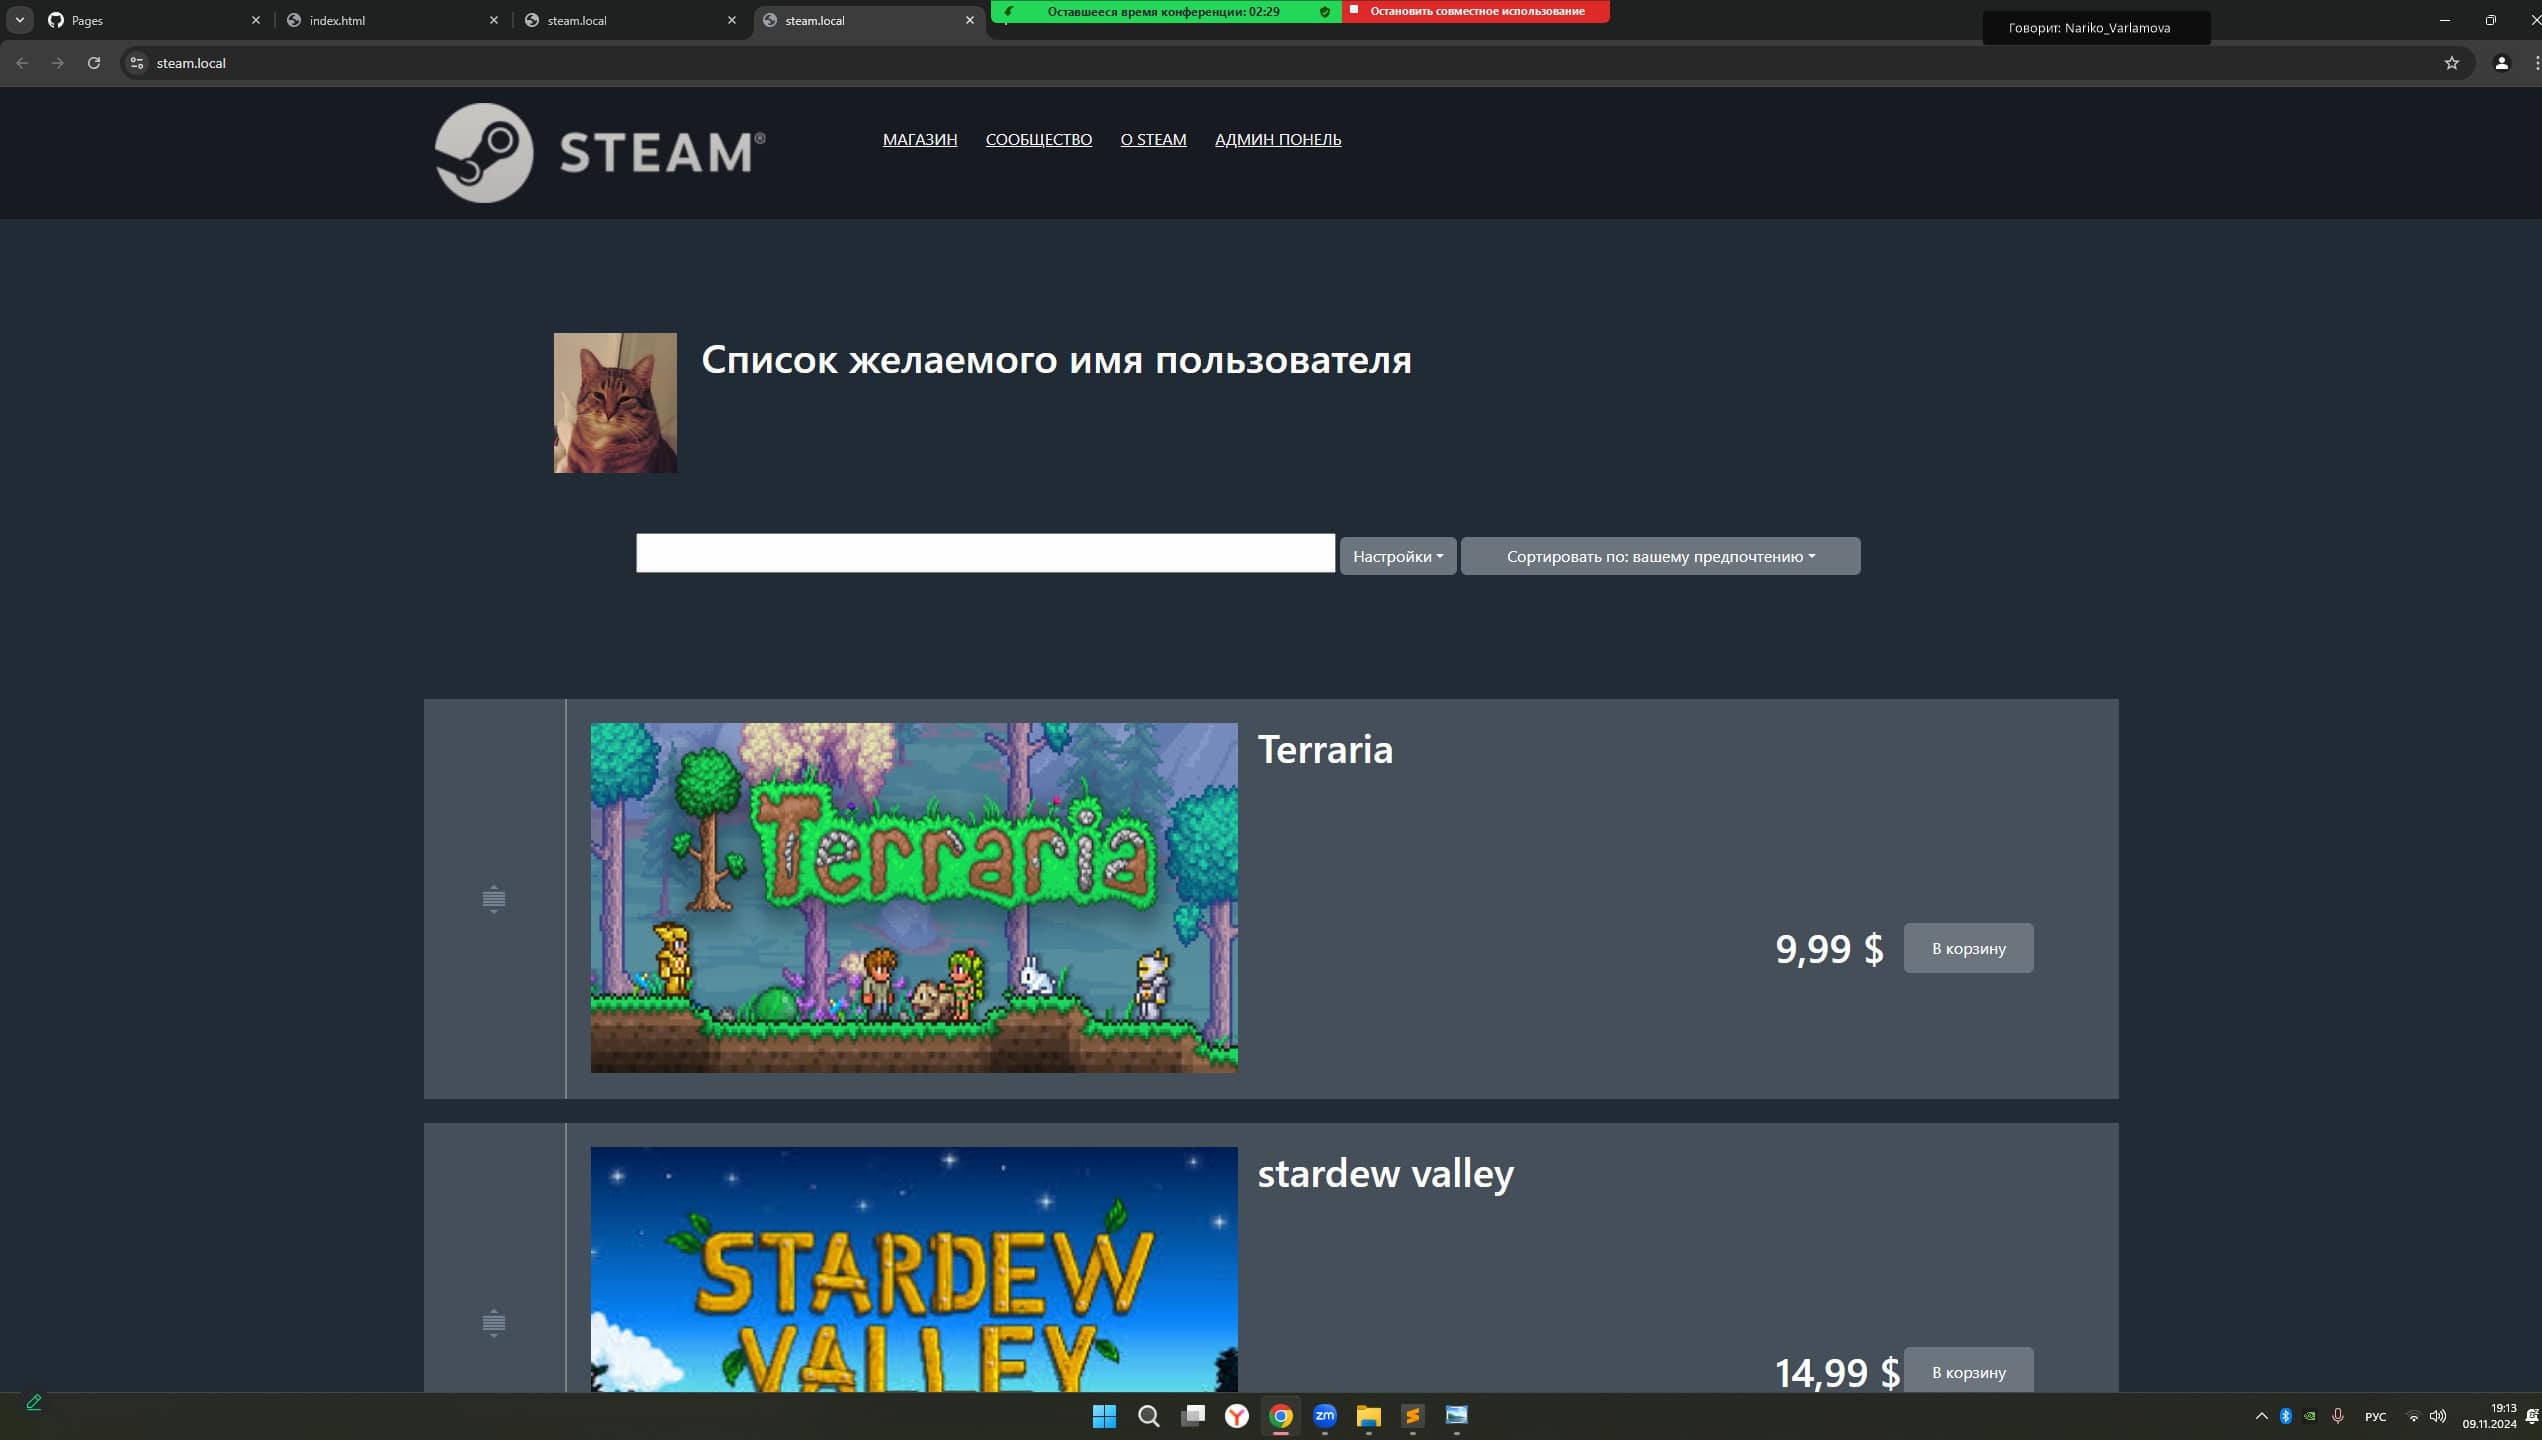 Pages
index.html
steam.local
steam.local
Оставшееся время конференции: 02:29
Остановить совместное использование
Говорит: Nariko_Varlamova
steam.local
STEAM®
МАГАЗИН
СООБЩЕСТВО
О STEAM
АДМИН ПОНЕЛЬ
Список желаемого имя пользователя
Настройки
Сортировать по: вашему предпочтению
Terraria
Terraria
9,99 $
В корзину
STARDEW
VALLEY
stardew valley
14,99 $
В корзину
zm
РУС
19:13
09.11.2024